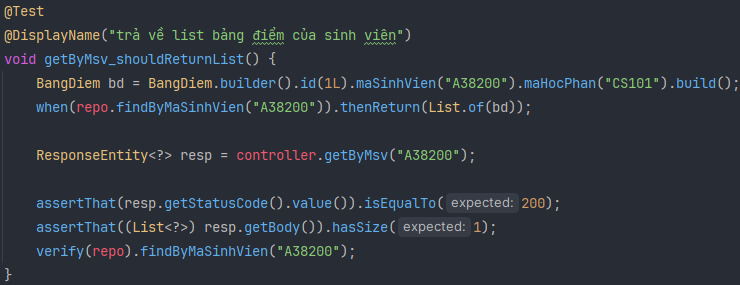 @Test
@DisplayName("trả về list bảng điểm của sinh viên")
void getByMsv_shouldReturnList() {
    BangDiem bd = BangDiem.builder().id(1L).maSinhVien("A38200").maHocPhan("CS101").build();
    when(repo.findByMaSinhVien("A38200")).thenReturn(List.of(bd));

    ResponseEntity<?> resp = controller.getByMsv("A38200");

    assertThat(resp.getStatusCode().value()).isEqualTo( expected: 200);
    assertThat((List<?>) resp.getBody()).hasSize( expected: 1);
    verify(repo).findByMaSinhVien("A38200");
}